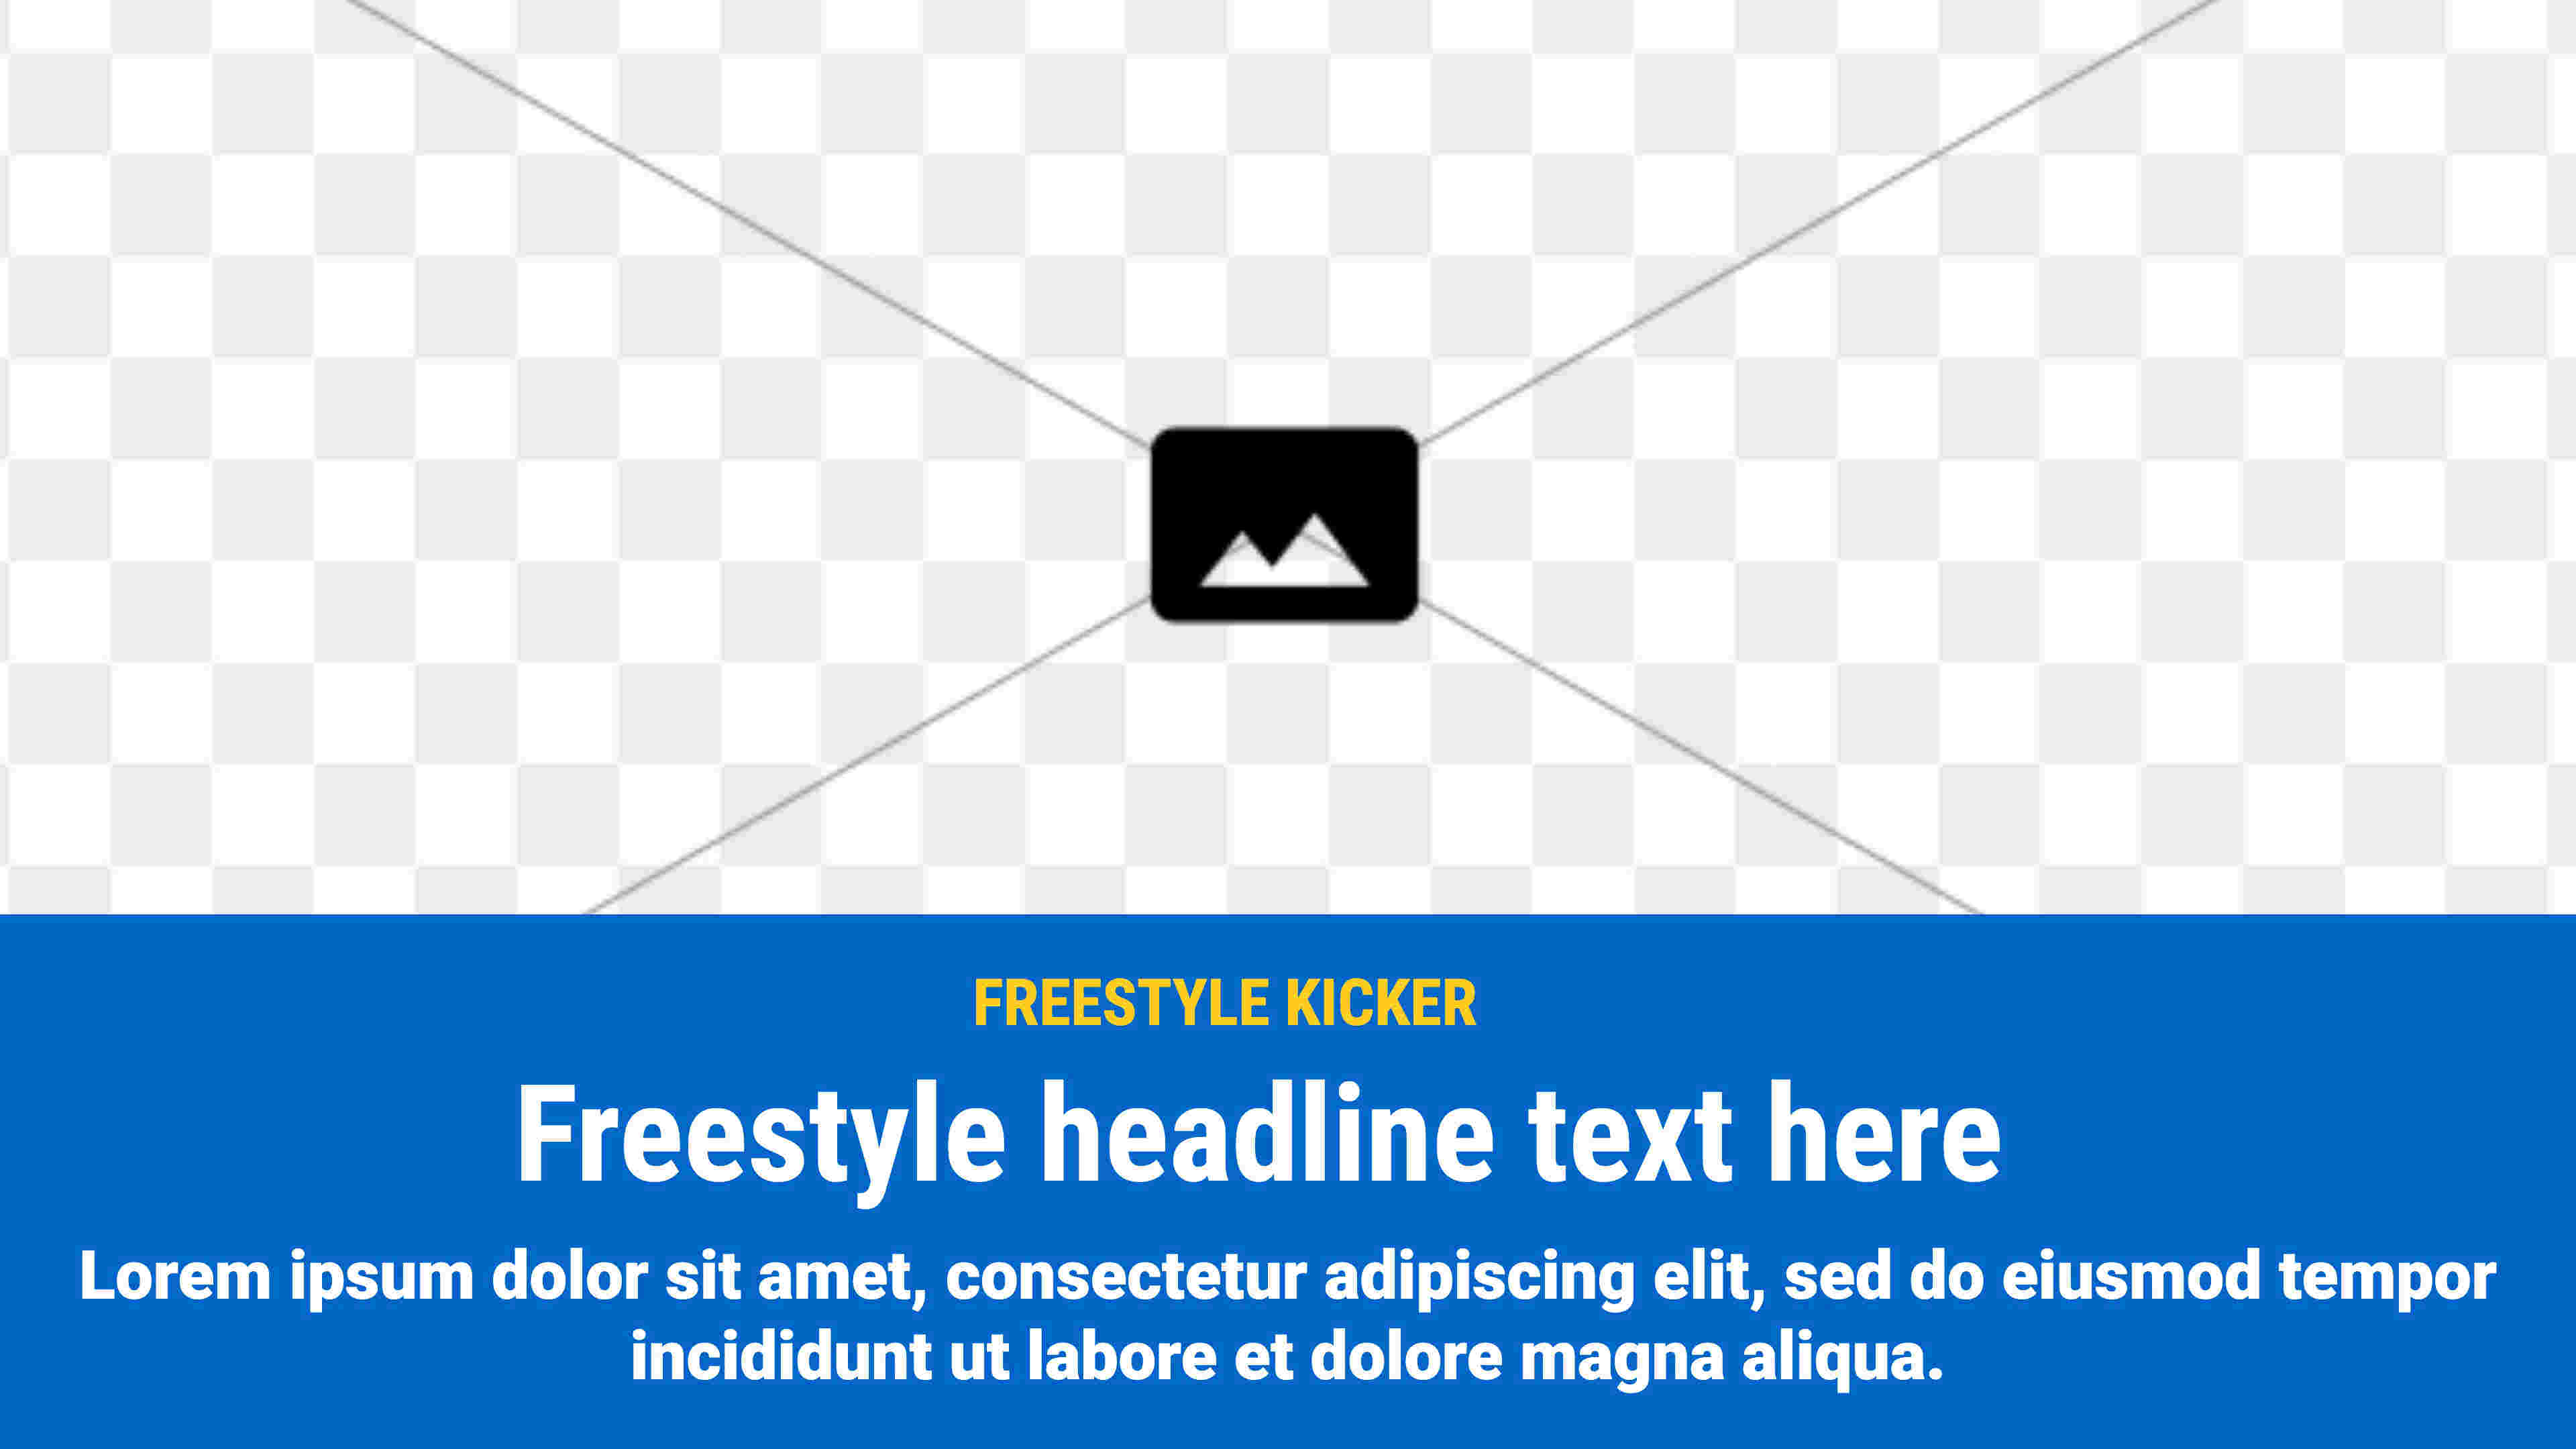 FREESTYLE KICKER
Freestyle headline text here
Lorem ipsum dolor sit amet, consectetur adipiscing elit, sed do eiusmod tempor
incididunt ut labore et dolore magna aliqua.